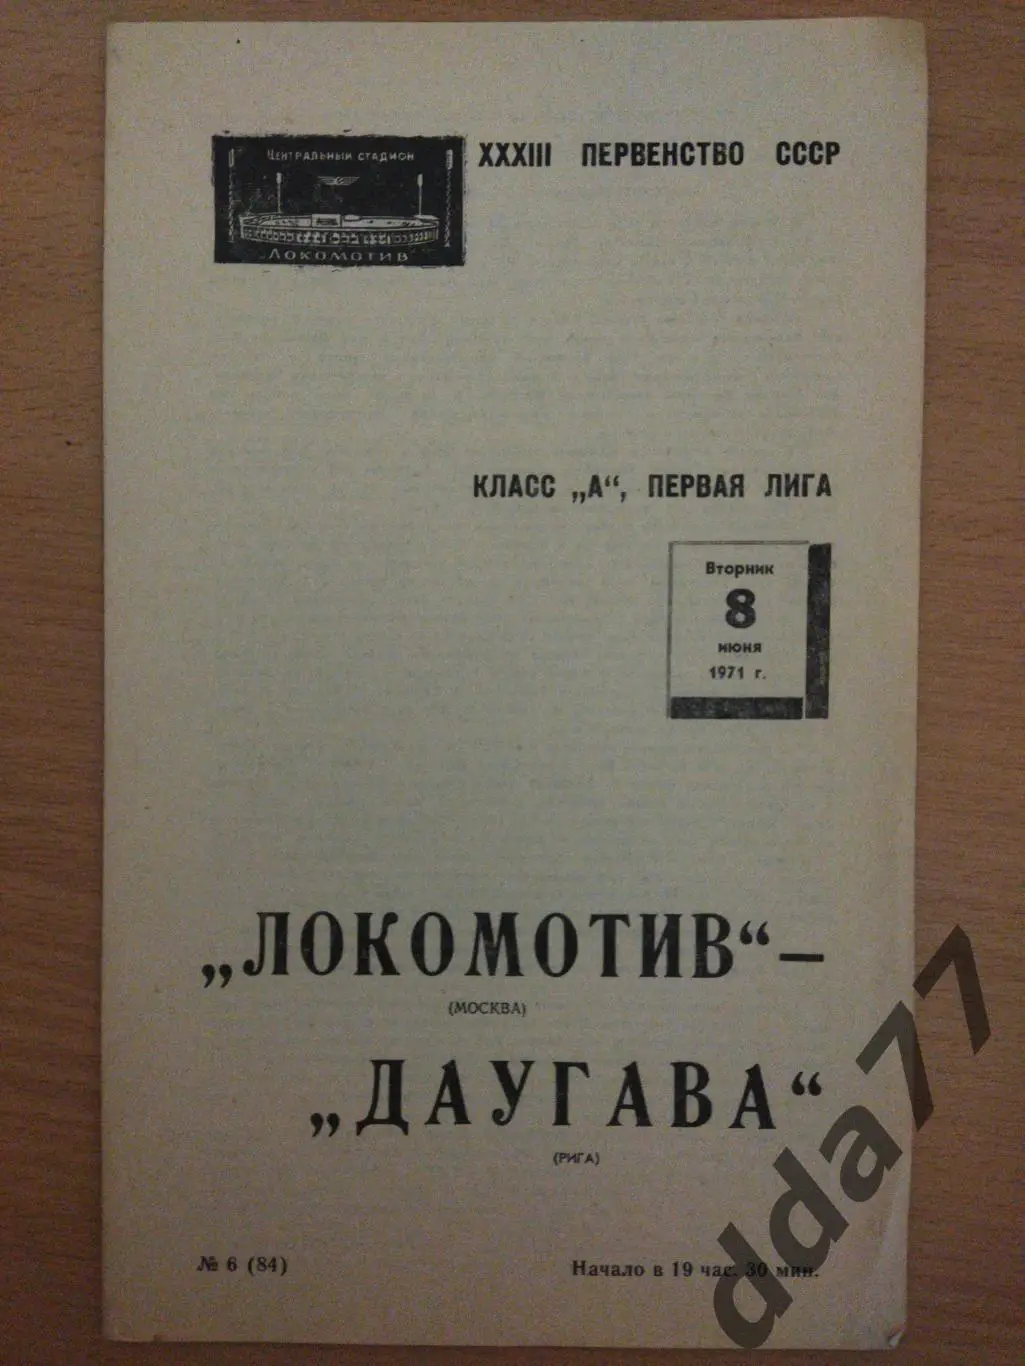 ЦЕНТРАЛЬНЫЙ СТАДИОН
„ЛОКОМОТИВ“
XXXIII ПЕРВЕНСТВО СССР
КЛАСС „А“, ПЕРВАЯ ЛИГА
Вторник
8
июня
1971 г.
„ЛОКОМОТИВ“ —
(МОСКВА)
„ДАУГАВА“
(РИГА)
№ 6 (84)
Начало в 19 час. 30 мин.
dda77